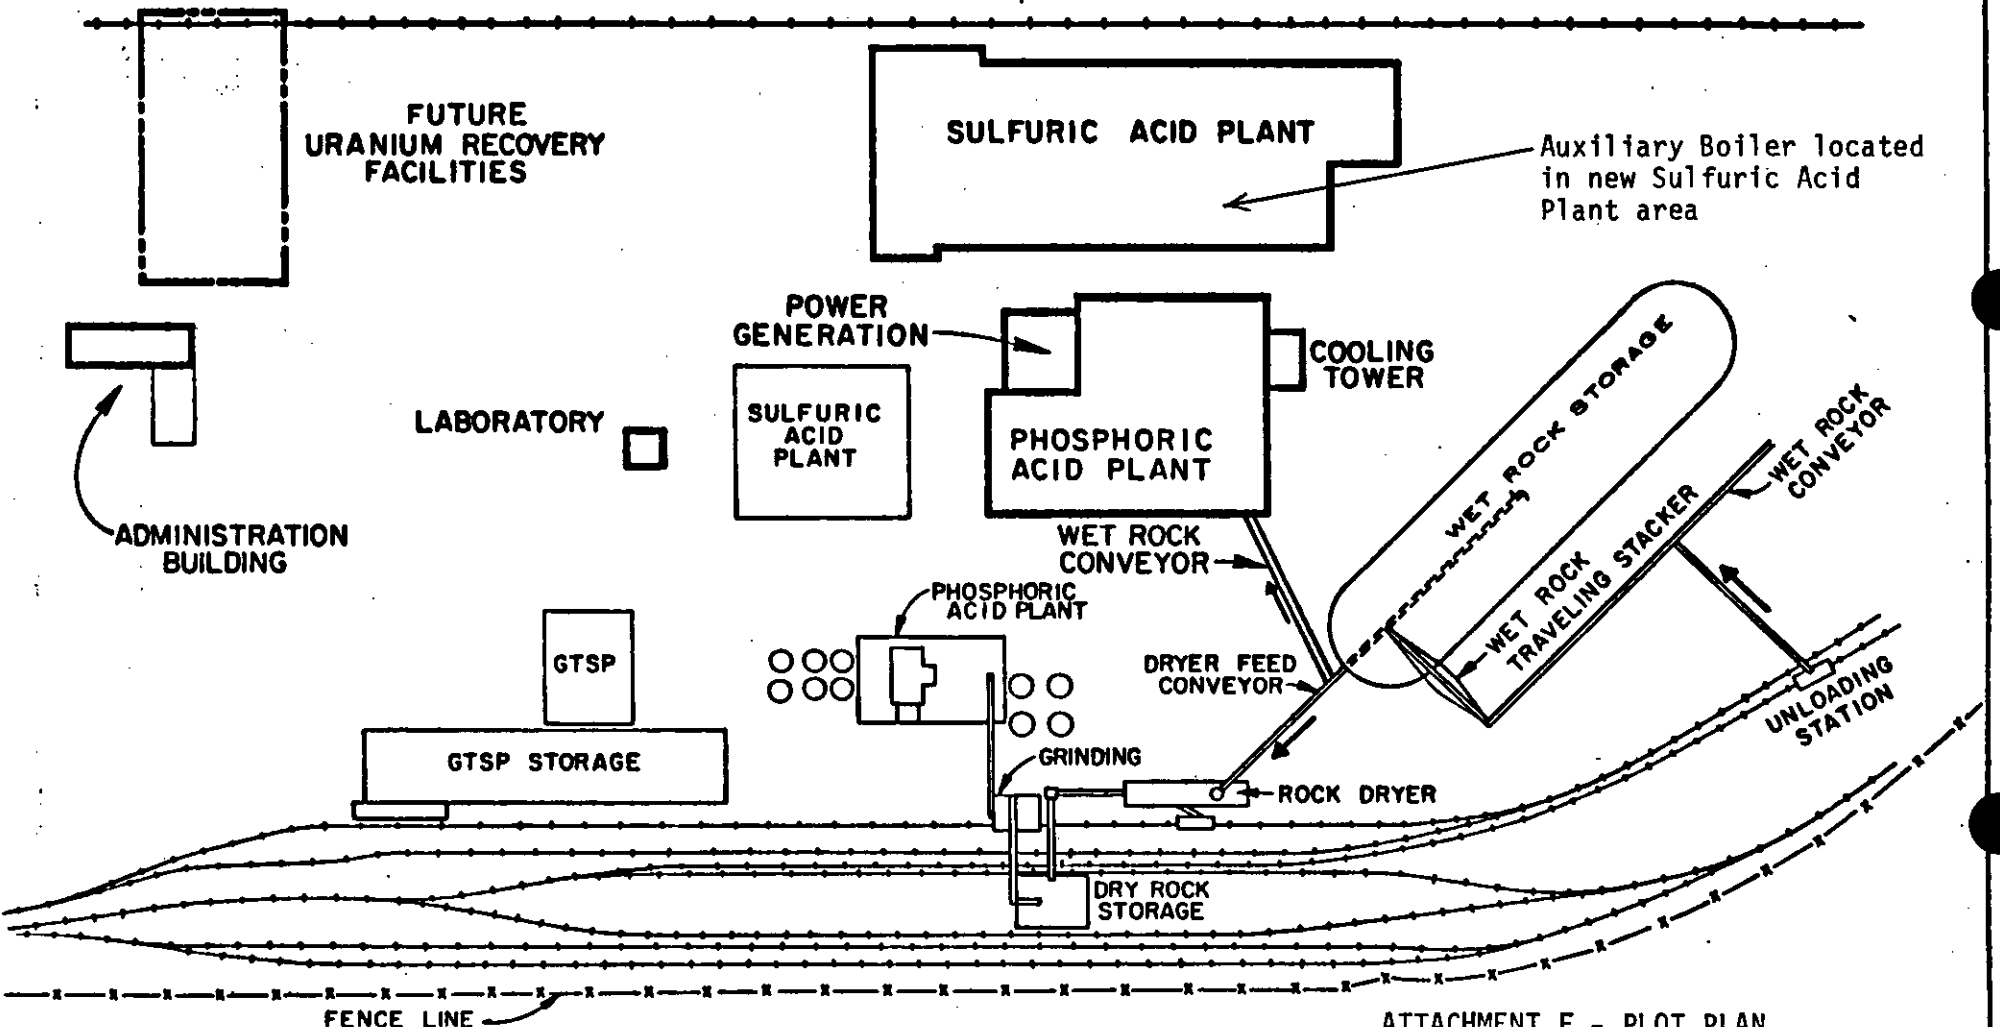 FUTURE
URANIUM RECOVERY
FACILITIES
SULFURIC ACID PLANT
Auxiliary Boiler located
in new Sulfuric Acid
Plant area
POWER
GENERATION
COOLING
TOWER
WET ROCK STORAGE
WET ROCK
CONVEYOR
LABORATORY
SULFURIC
ACID
PLANT
PHOSPHORIC
ACID PLANT
ADMINISTRATION
BUILDING
WET ROCK
CONVEYOR
WET ROCK
TRAVELING STACKER
PHOSPHORIC
ACID PLANT
GTSP
DRYER FEED
CONVEYOR
UNLOADING
STATION
GTSP STORAGE
GRINDING
ROCK DRYER
DRY ROCK
STORAGE
FENCE LINE
ATTACHMENT E - PLOT PLAN